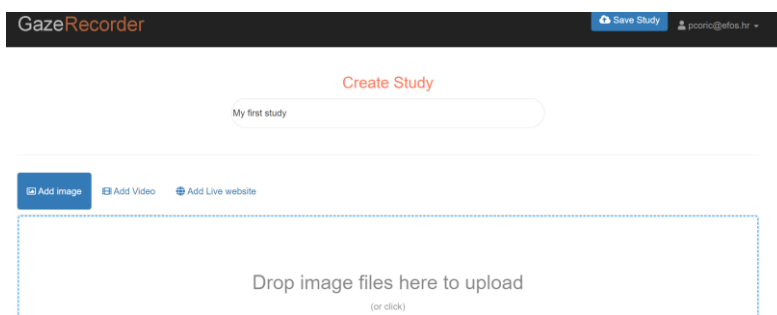 GazeRecorder
Save Study
pcoric@efos.hr
Create Study
My first study
Add image
Add Video
Add Live website
Drop image files here to upload
(or click)